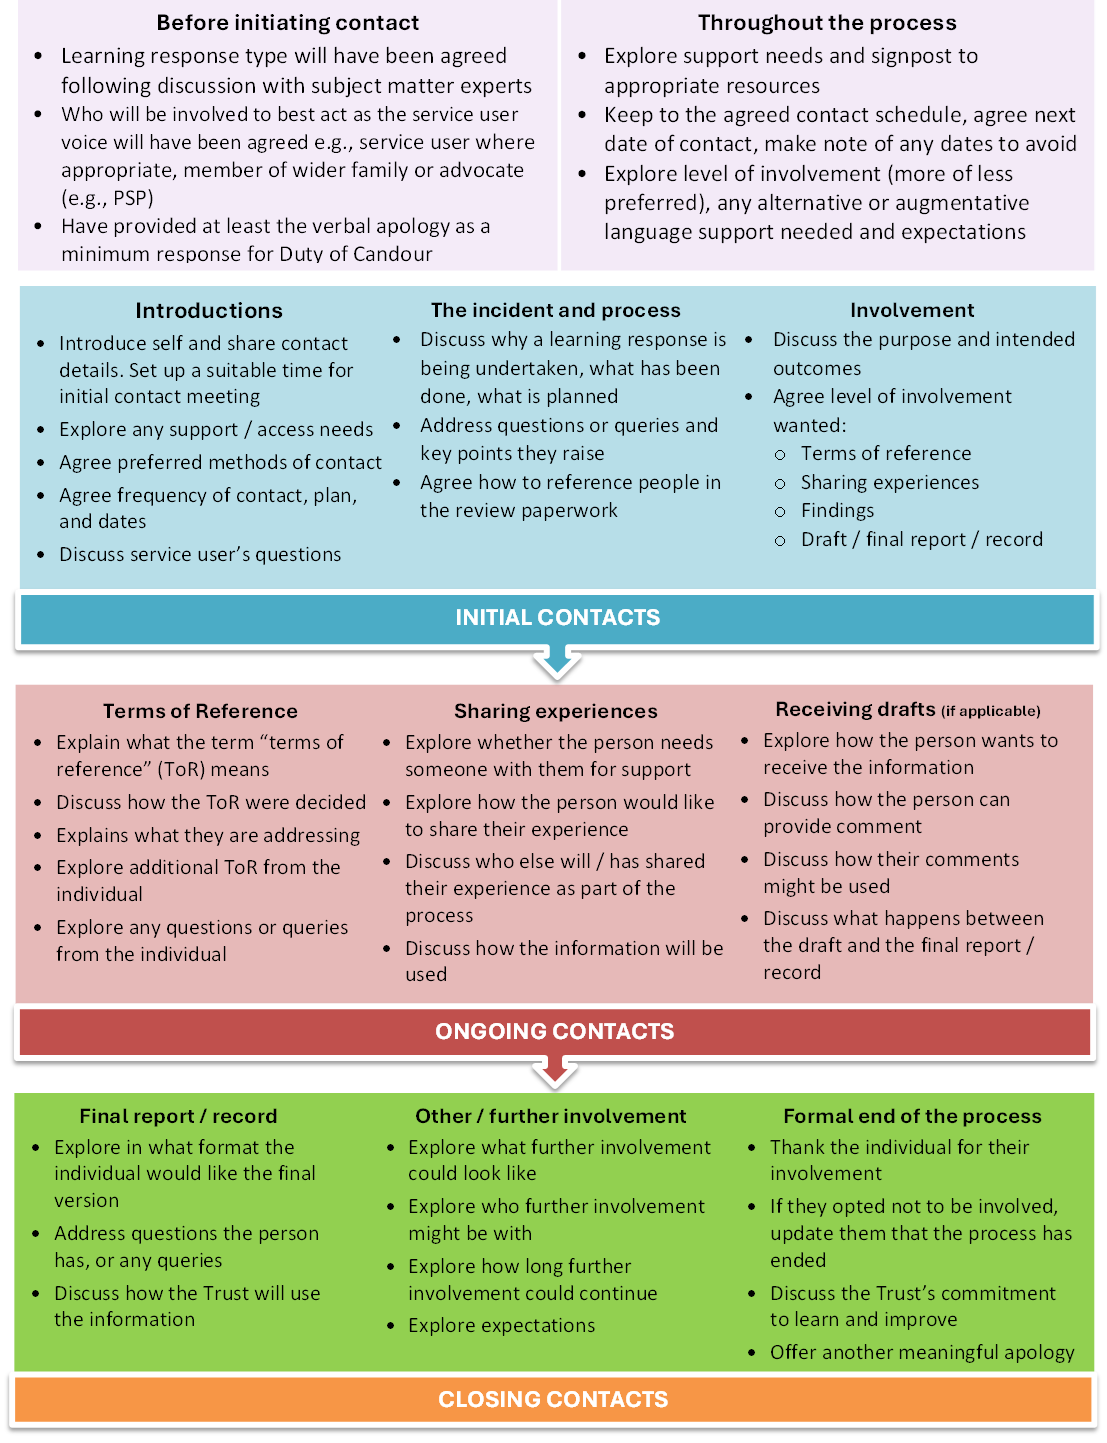 Before initiating contact
• Learning response type will have been agreed
following discussion with subject matter experts
• Who will be involved to best act as the service user
voice will have been agreed e.g., service user where
appropriate, member of wider family or advocate
(e.g., PSP)
• Have provided at least the verbal apology as a
minimum response for Duty of Candour
Throughout the process
• Explore support needs and signpost to
appropriate resources
• Keep to the agreed contact schedule, agree next
date of contact, make note of any dates to avoid
• Explore level of involvement (more of less
preferred), any alternative or augmentative
language support needed and expectations
Introductions
• Introduce self and share contact
details. Set up a suitable time for
initial contact meeting
• Explore any support / access needs
• Agree preferred methods of contact
• Agree frequency of contact, plan,
and dates
• Discuss service user's questions
The incident and process
• Discuss why a learning response is
being undertaken, what has been
done, what is planned
• Address questions or queries and
key points they raise
• Agree how to reference people in
the review paperwork
Involvement
• Discuss the purpose and intended
outcomes
• Agree level of involvement
wanted:
o Terms of reference
o Sharing experiences
o Findings
o Draft / final report / record
INITIAL CONTACTS
Terms of Reference
• Explain what the term “terms of
reference” (ToR) means
• Discuss how the ToR were decided
• Explains what they are addressing
• Explore additional ToR from the
individual
• Explore any questions or queries
from the individual
Sharing experiences
• Explore whether the person needs
someone with them for support
• Explore how the person would like
to share their experience
• Discuss who else will / has shared
their experience as part of the
process
• Discuss how the information will be
used
Receiving drafts (if applicable)
• Explore how the person wants to
receive the information
• Discuss how the person can
provide comment
• Discuss how their comments
might be used
• Discuss what happens between
the draft and the final report /
record
ONGOING CONTACTS
Final report / record
• Explore in what format the
individual would like the final
version
• Address questions the person
has, or any queries
• Discuss how the Trust will use
the information
Other / further involvement
• Explore what further involvement
could look like
• Explore who further involvement
might be with
• Explore how long further
involvement could continue
• Explore expectations
Formal end of the process
• Thank the individual for their
involvement
• If they opted not to be involved,
update them that the process has
ended
• Discuss the Trust's commitment
to learn and improve
• Offer another meaningful apology
CLOSING CONTACTS